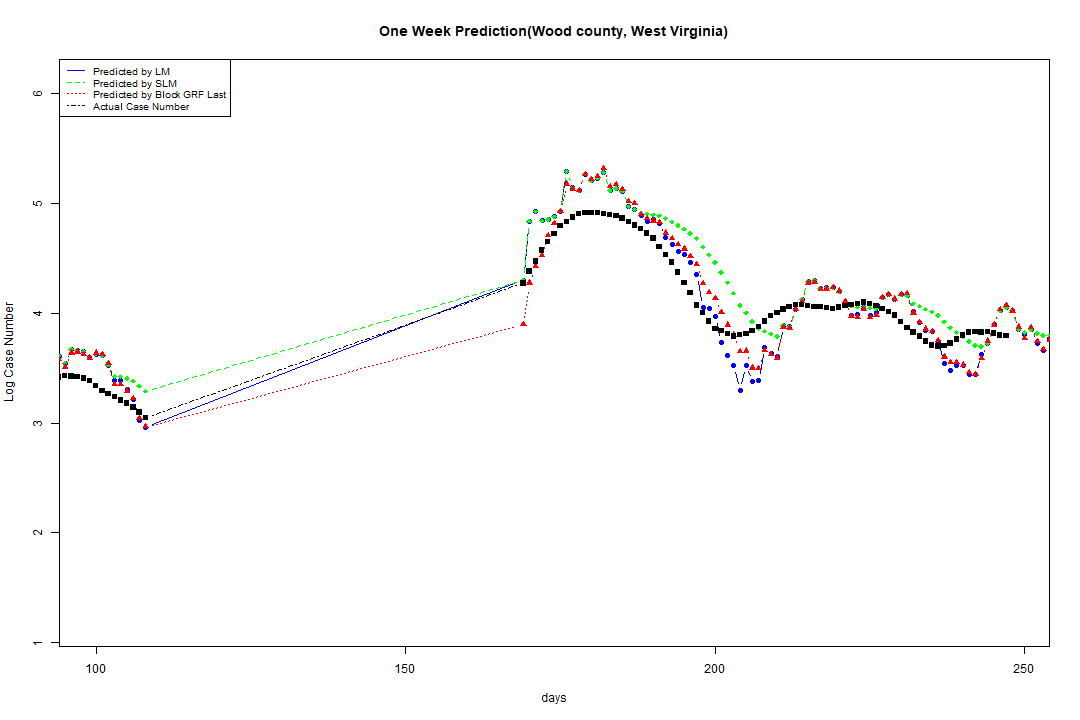 One Week Prediction(Wood county, West Virginia)
Predicted by LM
Predicted by SLM
Predicted by Block GRF Last
Actual Case Number
6
5
4
3
2
1
Log Case Number
100 150 200 250
days